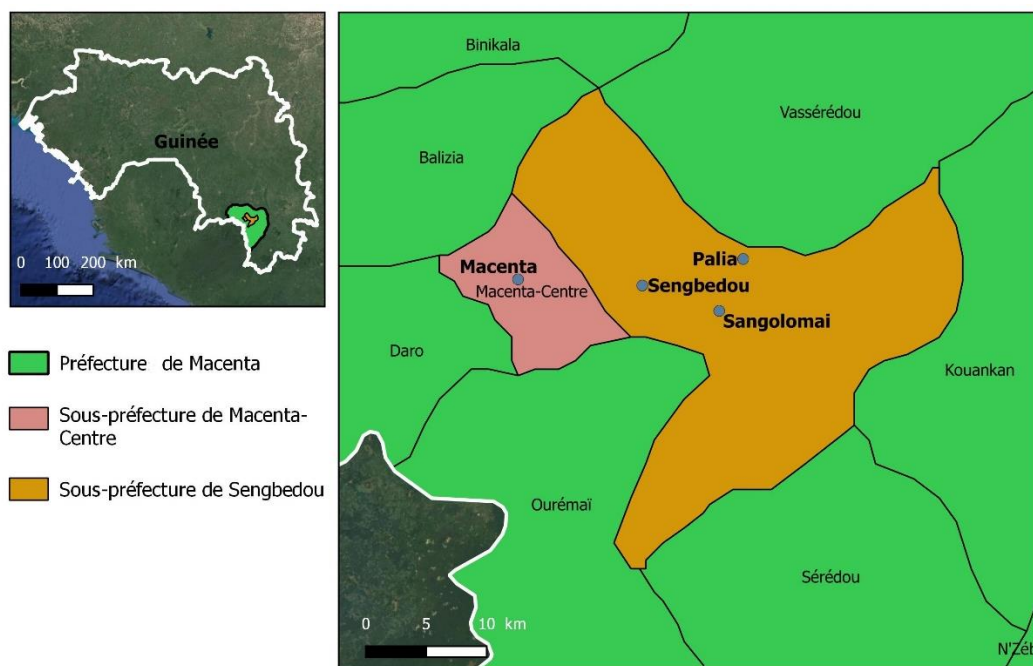 Guinée
0 100 200 km
Préfecture de Macenta
Sous-préfecture de Macenta-
Centre
Sous-préfecture de Sengbedou
Binikala
Vassérédou
Balizia
Palia
Macenta
Macenta-Centre
Sengbedou
Sangolomai
Daro
Kouankan
Ourémaï
Sérédou
0 5 10 km
N'Zéb